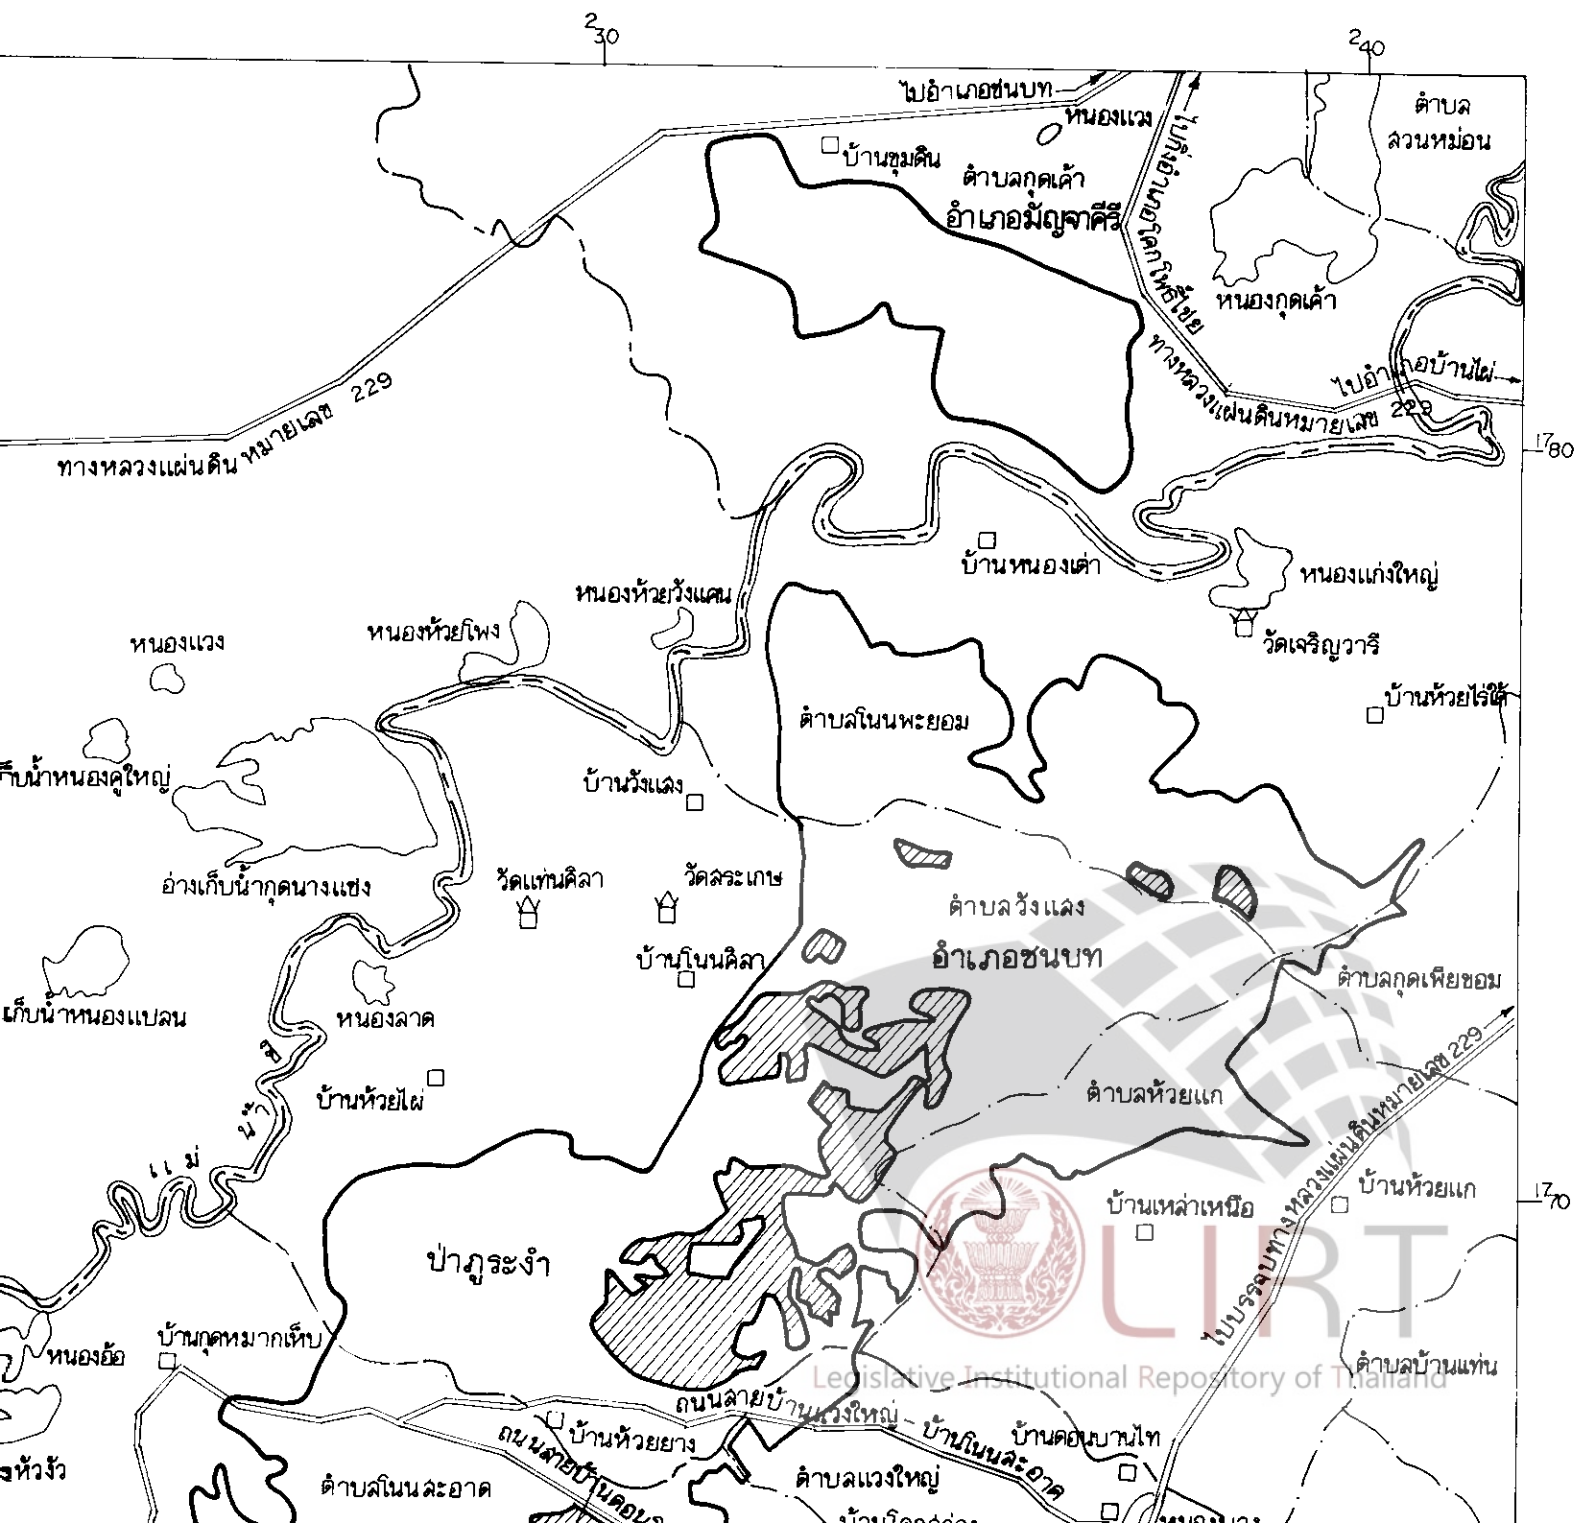 230
240
ไปอำเภอชนบท
หนองแวง
ตำบล
สวนหม่อน
บ้านขุมดิน
ตำบลกุดเค้า
อำเภอมัญจาคีรี
ไปกิ่งอำเภอโคกโพธิ์ไชย
หนองกุดเค้า
ทางหลวงแผ่นดินหมายเลข 229
ไปอำเภอบ้านไผ่
ทางหลวงแผ่นดินหมายเลข 229
1780
บ้านหนองเต่า
หนองแก่งใหญ่
หนองห้วยวังแคน
หนองห้วยโพง
หนองแวง
วัดเจริญวารี
บ้านห้วยไร่ใต้
ตำบลโนนพะยอม
เก็บน้ำหนองคูใหญ่
บ้านวังแสง
อ่างเก็บน้ำกุดนางแซง
วัดแท่นศิลา
วัดสระเกษ
ตำบลวังแสง
บ้านโนนศิลา
อำเภอชนบท
ตำบลกุดเพียขอม
เก็บน้ำหนองแปลน
หนองลาด
บ้านห้วยไผ่
แม่น้ำชี
ตำบลห้วยแก
ไปบรรจบทางหลวงแผ่นดินหมายเลข 229
บ้านห้วยแก
1770
บ้านเหล่าเหนือ
ป่าภูระงำ
LIRT
Legislative Institutional Repository of Thailand
บ้านกุดหมากเห็บ
หนองอ้อ
ตำบลบ้านแท่น
ถนนสายบ้านแวงใหญ่ - บ้านโนนสะอาด
บ้านห้วยยาง
บ้านดอนบานไท
หัวงัว
ตำบลโนนสะอาด
ถนนสายบ้านดอน
ตำบลแวงใหญ่